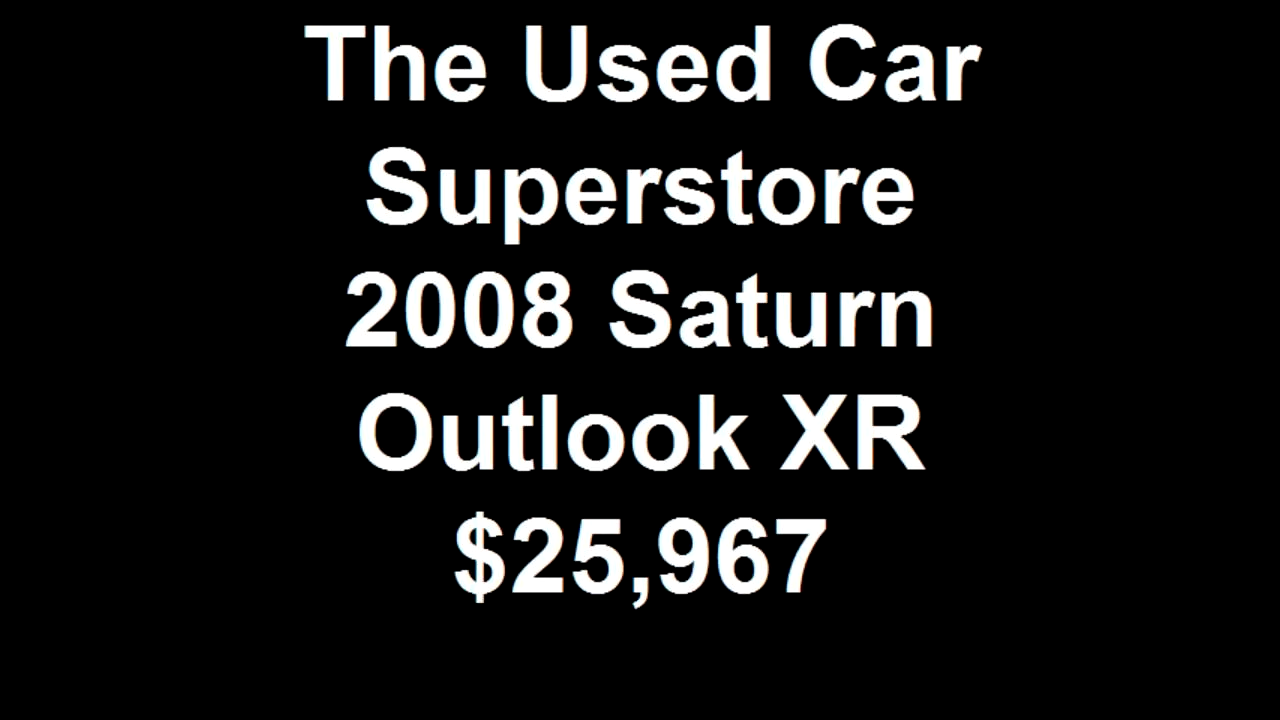 The Used Car
Superstore
2008 Saturn
Outlook XR
$25,967